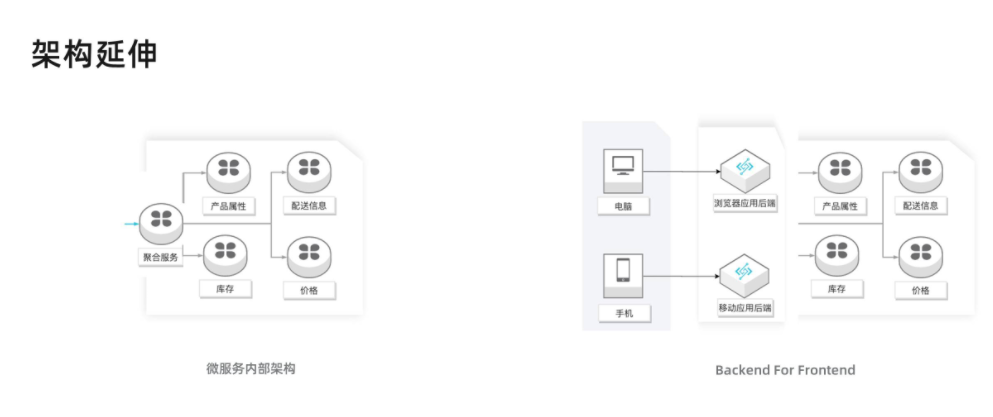 架构延伸
产品属性
配送信息
聚合服务
库存
价格
微服务内部架构
电脑
浏览器应用后端
产品属性
配送信息
手机
移动应用后端
库存
价格
Backend For Frontend